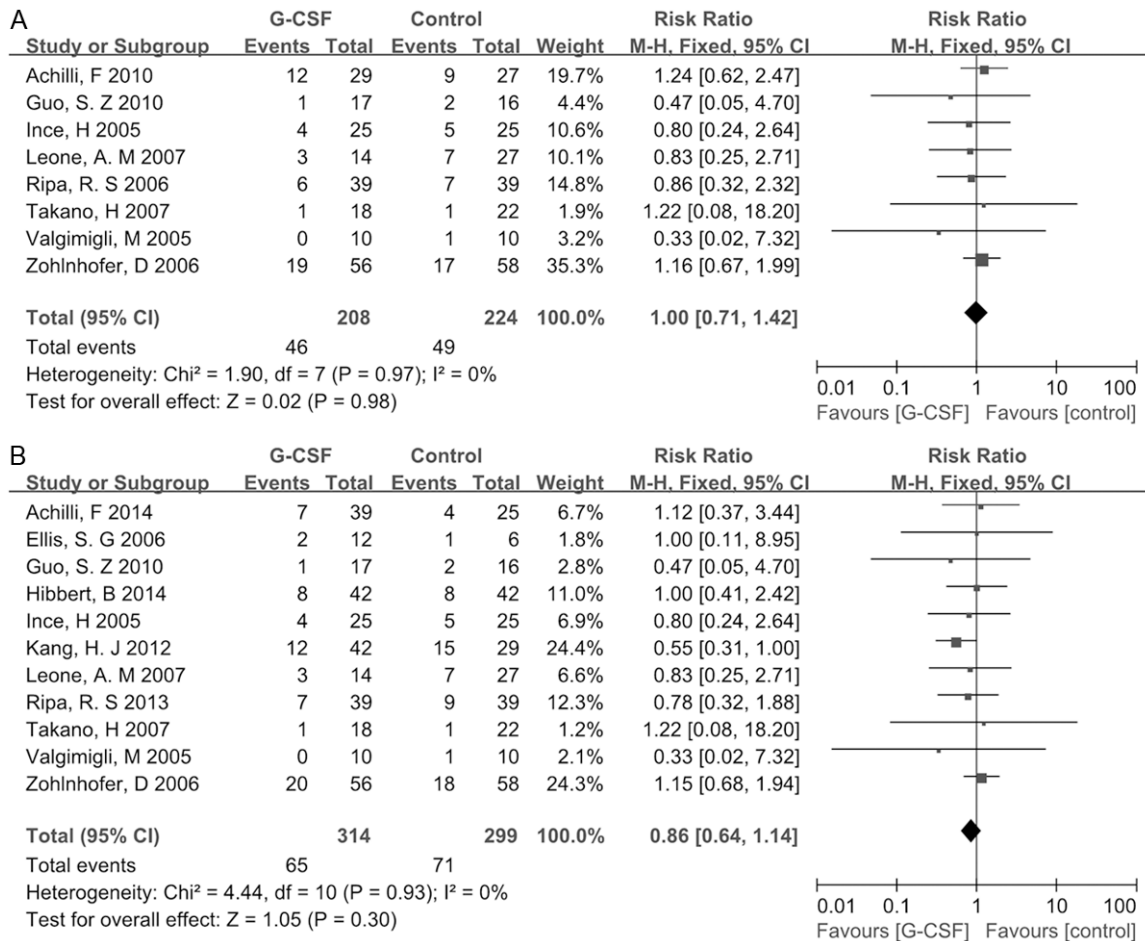 A
G-CSF Control Risk Ratio Risk Ratio
Study or Subgroup Events Total Events Total Weight M-H, Fixed, 95% CI M-H, Fixed, 95% CI
Achilli, F 2010 12 29 9 27 19.7% 1.24 [0.62, 2.47]
Guo, S. Z 2010 1 17 2 16 4.4% 0.47 [0.05, 4.70]
Ince, H 2005 4 25 5 25 10.6% 0.80 [0.24, 2.64]
Leone, A. M 2007 3 14 7 27 10.1% 0.83 [0.25, 2.71]
Ripa, R. S 2006 6 39 7 39 14.8% 0.86 [0.32, 2.32]
Takano, H 2007 1 18 1 22 1.9% 1.22 [0.08, 18.20]
Valgimigli, M 2005 0 10 1 10 3.2% 0.33 [0.02, 7.32]
Zohlnhofer, D 2006 19 56 17 58 35.3% 1.16 [0.67, 1.99]
Total (95% CI) 208 224 100.0% 1.00 [0.71, 1.42]
Total events 46 49
Heterogeneity: Chi² = 1.90, df = 7 (P = 0.97); I² = 0%
Test for overall effect: Z = 0.02 (P = 0.98)
0.01 0.1 1 10 100
Favours [G-CSF] Favours [control]
B
G-CSF Control Risk Ratio Risk Ratio
Study or Subgroup Events Total Events Total Weight M-H, Fixed, 95% CI M-H, Fixed, 95% CI
Achilli, F 2014 7 39 4 25 6.7% 1.12 [0.37, 3.44]
Ellis, S. G 2006 2 12 1 6 1.8% 1.00 [0.11, 8.95]
Guo, S. Z 2010 1 17 2 16 2.8% 0.47 [0.05, 4.70]
Hibbert, B 2014 8 42 8 42 11.0% 1.00 [0.41, 2.42]
Ince, H 2005 4 25 5 25 6.9% 0.80 [0.24, 2.64]
Kang, H. J 2012 12 42 15 29 24.4% 0.55 [0.31, 1.00]
Leone, A. M 2007 3 14 7 27 6.6% 0.83 [0.25, 2.71]
Ripa, R. S 2013 7 39 9 39 12.3% 0.78 [0.32, 1.88]
Takano, H 2007 1 18 1 22 1.2% 1.22 [0.08, 18.20]
Valgimigli, M 2005 0 10 1 10 2.1% 0.33 [0.02, 7.32]
Zohlnhofer, D 2006 20 56 18 58 24.3% 1.15 [0.68, 1.94]
Total (95% CI) 314 299 100.0% 0.86 [0.64, 1.14]
Total events 65 71
Heterogeneity: Chi² = 4.44, df = 10 (P = 0.93); I² = 0%
Test for overall effect: Z = 1.05 (P = 0.30)
0.01 0.1 1 10 100
Favours [G-CSF] Favours [control]